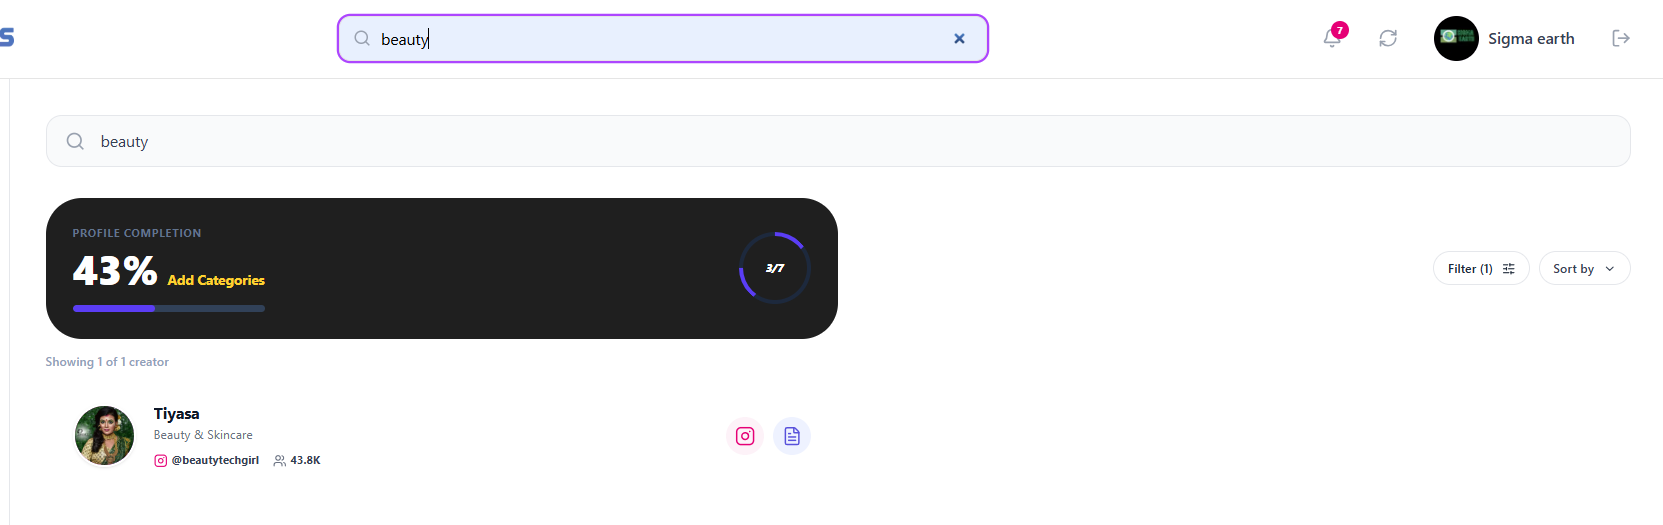 s
beauty
7
Sigma earth
beauty
PROFILE COMPLETION
43% Add Categories
3/7
Filter (1)
Sort by
Showing 1 of 1 creator
Tiyasa
Beauty & Skincare
@beautytechgirl 43.8K